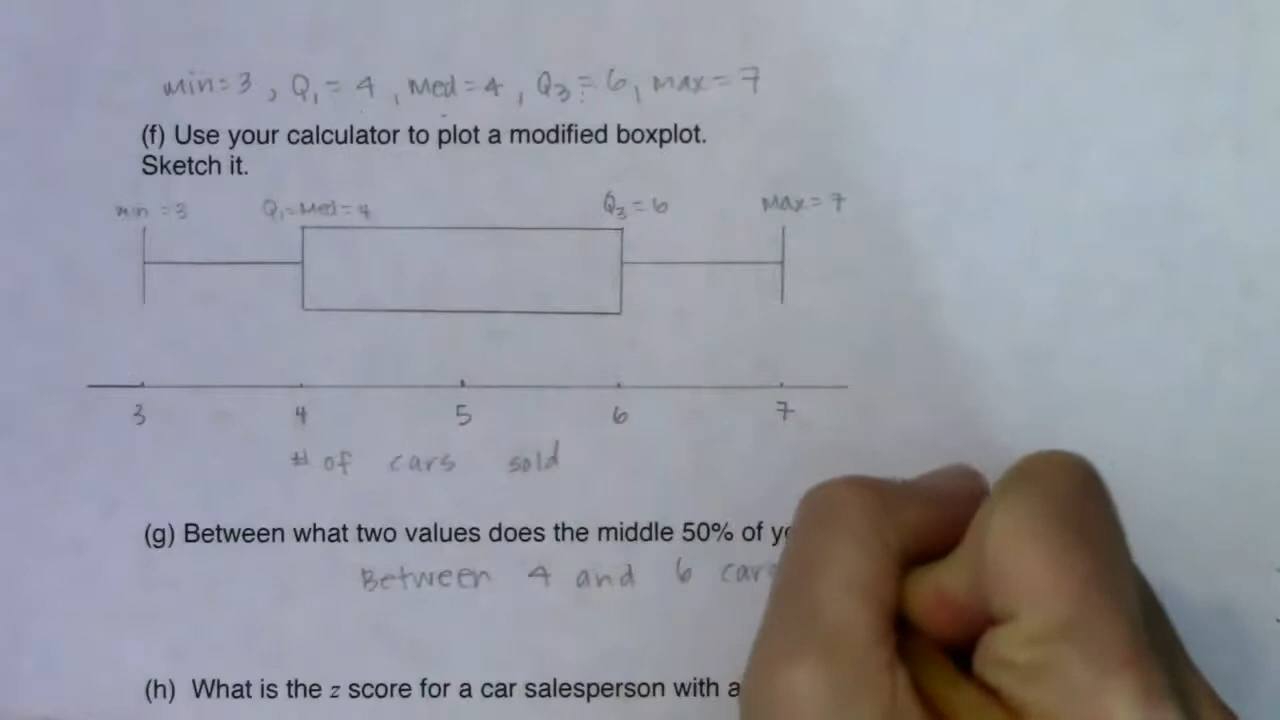 min=3, Q₁=4, Med=4, Q₃=6, Max=7
(f) Use your calculator to plot a modified boxplot.
Sketch it.
min=3 Q₁=Med=4 Q₃=6 Max=7
3 4 5 6 7
# of cars sold
(g) Between what two values does the middle 50% of
Between 4 and 6
(h) What is the z score for a car salesperson with a